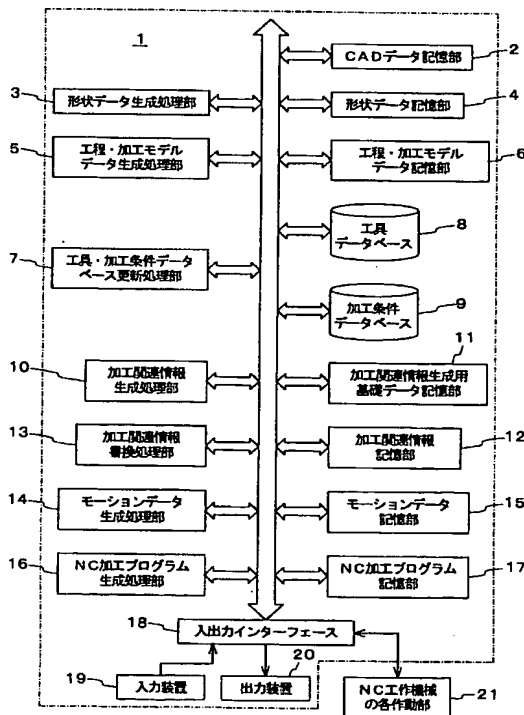 1
CADデータ記憶部
2
3
形状データ生成処理部
形状データ記憶部
4
5
工程・加工モデル
データ生成処理部
工程・加工モデル
データ記憶部
6
工具
データベース
8
7
工具・加工条件データ
ベース更新処理部
加工条件
データベース
9
10
加工関連情報
生成処理部
11
加工関連情報生成用
基礎データ記憶部
13
加工関連情報
書換処理部
加工関連情報
記憶部
12
14
モーションデータ
生成処理部
モーションデータ
記憶部
15
16
NC加工プログラム
生成処理部
NC加工プログラム
記憶部
17
18
入出力インターフェース
19
入力装置
20
出力装置
NC工作機械
の各作動部
21